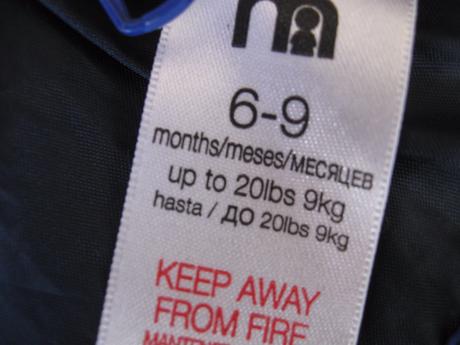 6-9
months/meses/МЕСЯЦЕВ
up to 20lbs 9kg
hasta / ДО 20lbs 9kg
KEEP AWAY
FROM FIRE